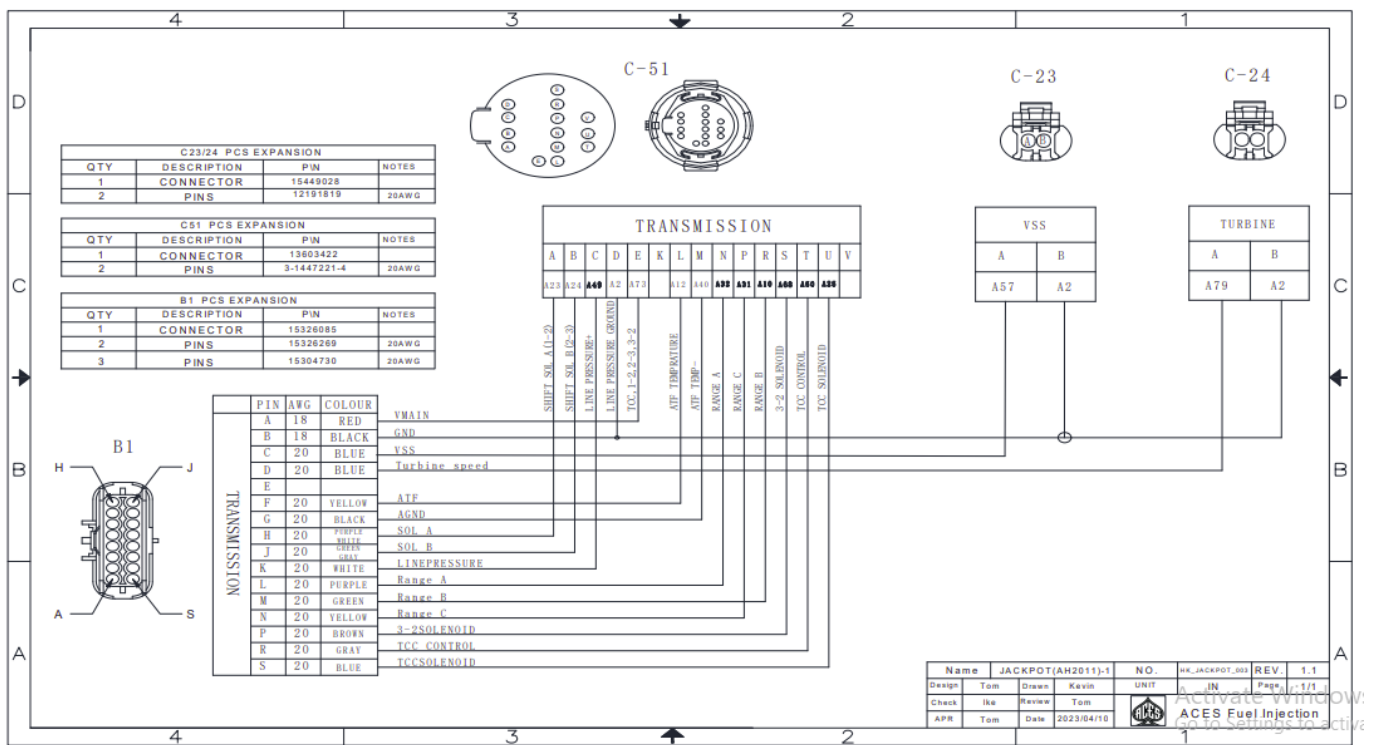 4 3 2 1
D
C
B
A
C-51
C-23
C-24
D C B A
S R P N M
V U T
E L
A B
C23/24 PCS EXPANSION
QTY DESCRIPTION P\N NOTES
1 CONNECTOR 15449028
2 PINS 12191819 20AWG
C51 PCS EXPANSION
QTY DESCRIPTION P\N NOTES
1 CONNECTOR 13603422
2 PINS 3-1447221-4 20AWG
B1 PCS EXPANSION
QTY DESCRIPTION P\N NOTES
1 CONNECTOR 15326085
2 PINS 15326269 20AWG
3 PINS 15304730 20AWG
TRANSMISSION
A B C D E K L M N P R S T U V
A23 A24 A49 A2 A73 A12 A40
SHIFT SOL A(1-2)
SHIFT SOL B(2-3)
LINE PRESSURE+
LINE PRESSURE GROUND
TCC,1-2,2-3,3-2
ATF TEMPRATURE
ATF TEMP-
RANGE A
RANGE C
RANGE B
3-2 SOLENOID
TCC CONTROL
TCC SOLENOID
VSS
A B
A57 A2
TURBINE
A B
A79 A2
B1
H J
A S
TRANSMISSION
PIN AWG COLOUR
A 18 RED VMAIN
B 18 BLACK GND
C 20 BLUE VSS
D 20 BLUE Turbine speed
E
F 20 YELLOW ATF
G 20 BLACK AGND
H 20 PURPLE WHITE SOL A
J 20 GREEN GRAY SOL B
K 20 WHITE LINEPRESSURE
L 20 PURPLE Range A
M 20 GREEN Range B
N 20 YELLOW Range C
P 20 BROWN 3-2SOLENOID
R 20 GRAY TCC CONTROL
S 20 BLUE TCCSOLENOID
Name JACKPOT(AH2011)-1 NO. HK_JACKPOT_003 REV. 1.1
Design Tom Drawn Kevin UNIT IN Page 1/1
Check Ike Review Tom
APR Tom Date 2023/04/10
ACES
ACES Fuel Injection
Activate Windows
Go to Settings to activa
D
C
B
A
4 3 2 1